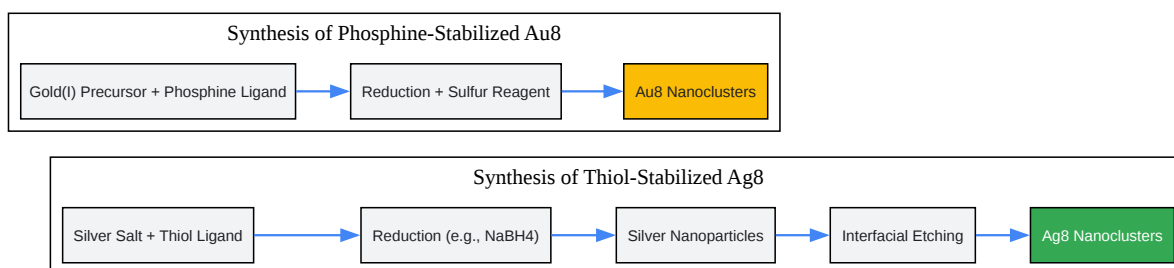 Synthesis of Phosphine-Stabilized Au8
Gold(I) Precursor + Phosphine Ligand
Reduction + Sulfur Reagent
Au8 Nanoclusters
Synthesis of Thiol-Stabilized Ag8
Silver Salt + Thiol Ligand
Reduction (e.g., NaBH4)
Silver Nanoparticles
Interfacial Etching
Ag8 Nanoclusters